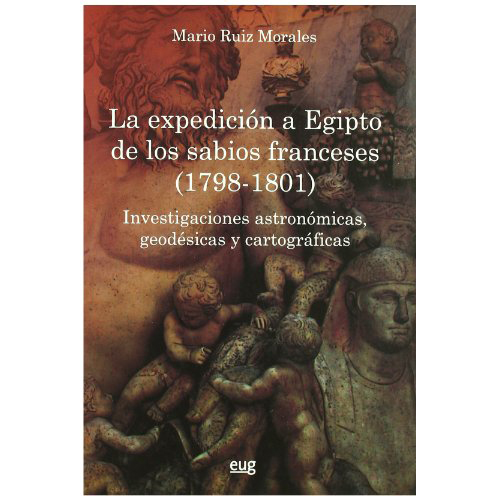 Mario Ruiz Morales
La expedición a Egipto
de los sabios franceses
(1798-1801)
Investigaciones astronómicas,
geodésicas y cartográficas
eug